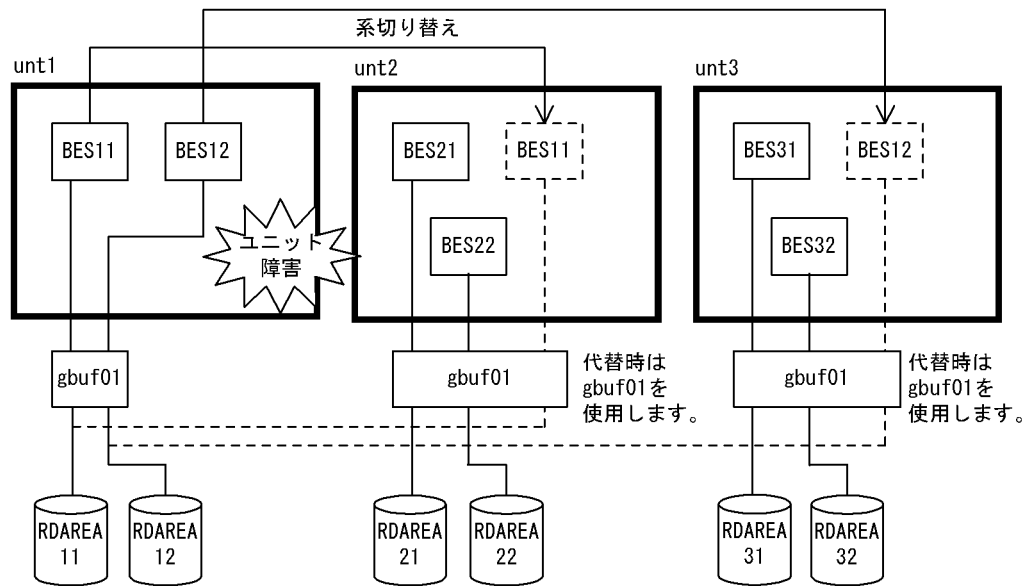 系切り替え
unt1
unt2
unt3
BES11
BES12
BES21
BES11
BES31
BES12
BES22
BES32
ユニット
障害
gbuf01
gbuf01
代替時は
gbuf01を
使用します。
gbuf01
代替時は
gbuf01を
使用します。
RDAREA
11
RDAREA
12
RDAREA
21
RDAREA
22
RDAREA
31
RDAREA
32